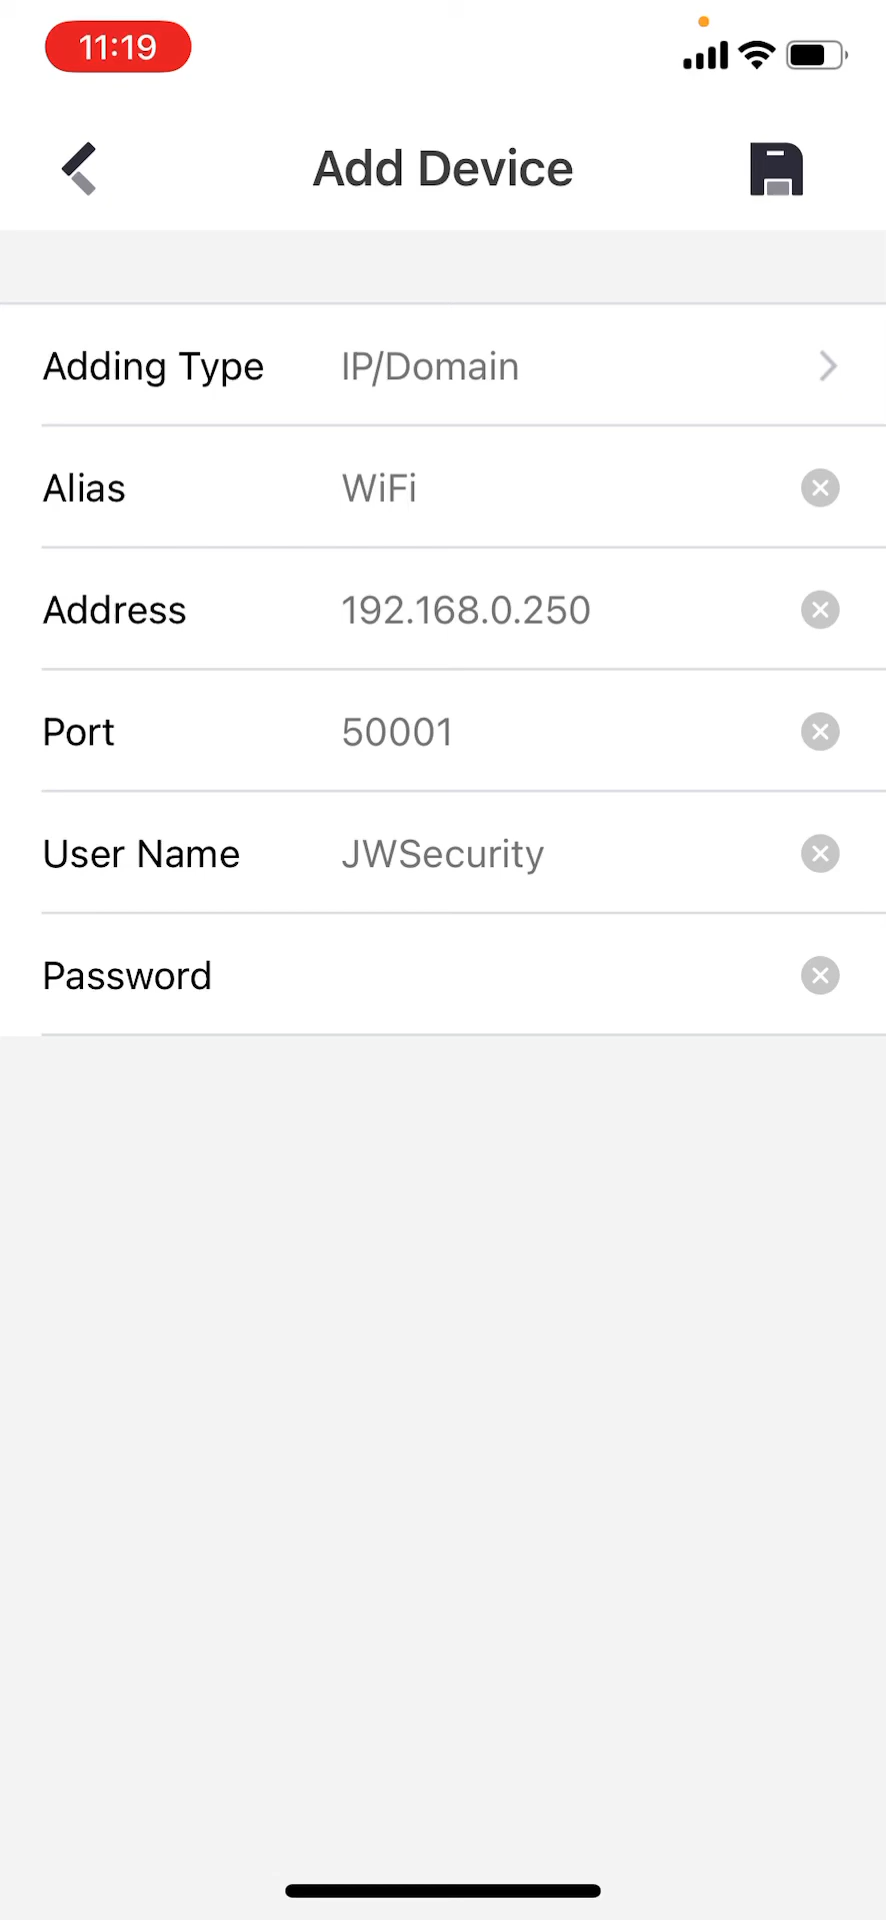 11:19
Add Device
Adding Type IP/Domain
Alias WiFi
Address 192.168.0.250
Port 50001
User Name JWSecurity
Password